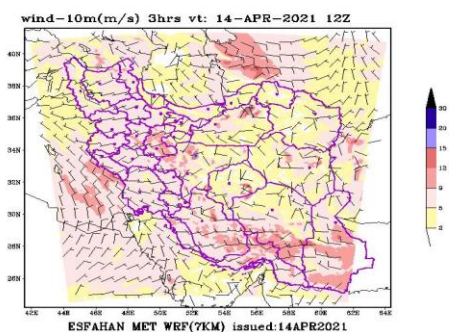 wind-10m(m/s) 3hrs vt: 14-APR-2021 12Z
40N
38N
36N
34N
32N
30N
28N
26N
20
15
9
5
2
42E 44E 46E 48E 50E 52E 54E 56E 58E 60E 62E 64E
ESFAHAN MET WRF(7KM) issued:14APR2021